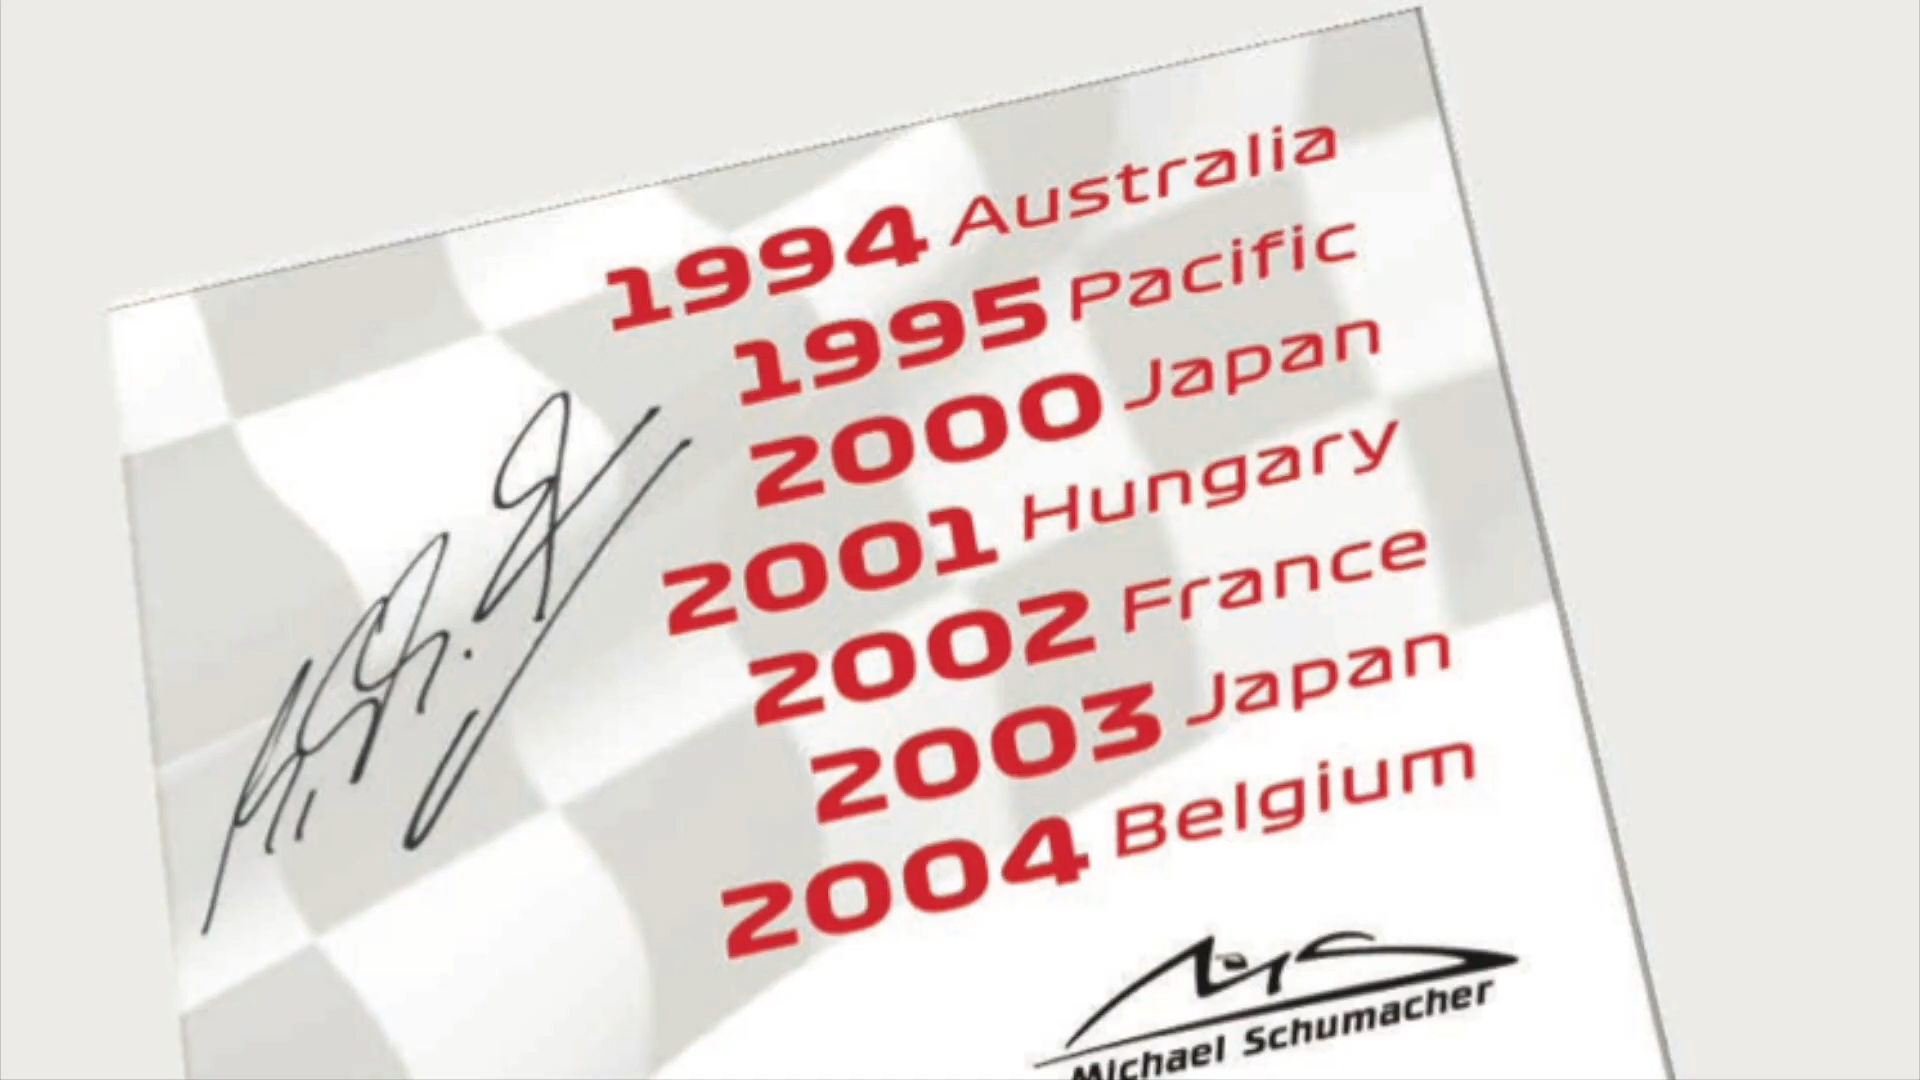 1994 Australia
1995 Pacific
2000 Japan
2001 Hungary
2002 France
2003 Japan
2004 Belgium
Michael Schumacher